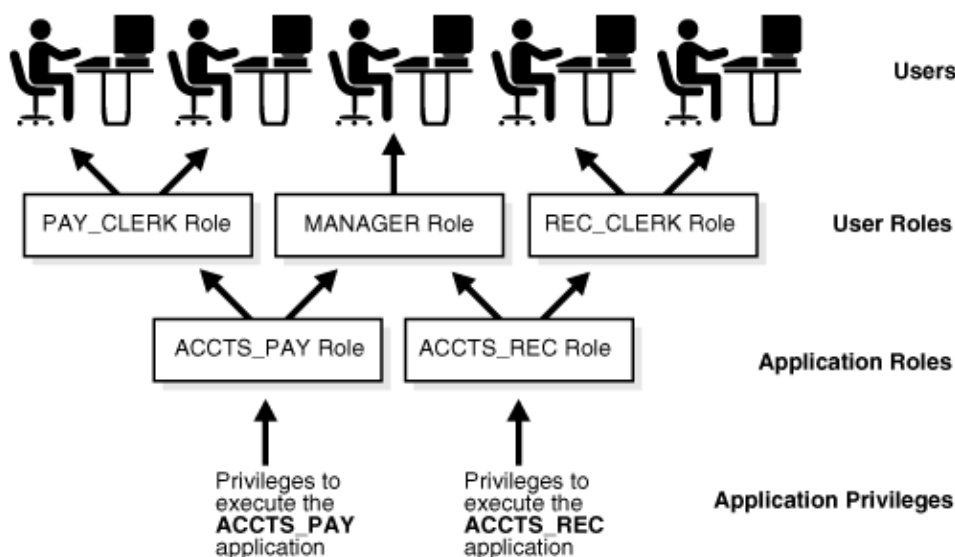 Users
PAY_CLERK Role
MANAGER Role
REC_CLERK Role
User Roles
ACCTS_PAY Role
ACCTS_REC Role
Application Roles
Privileges to
execute the
ACCTS_PAY
application
Privileges to
execute the
ACCTS_REC
application
Application Privileges